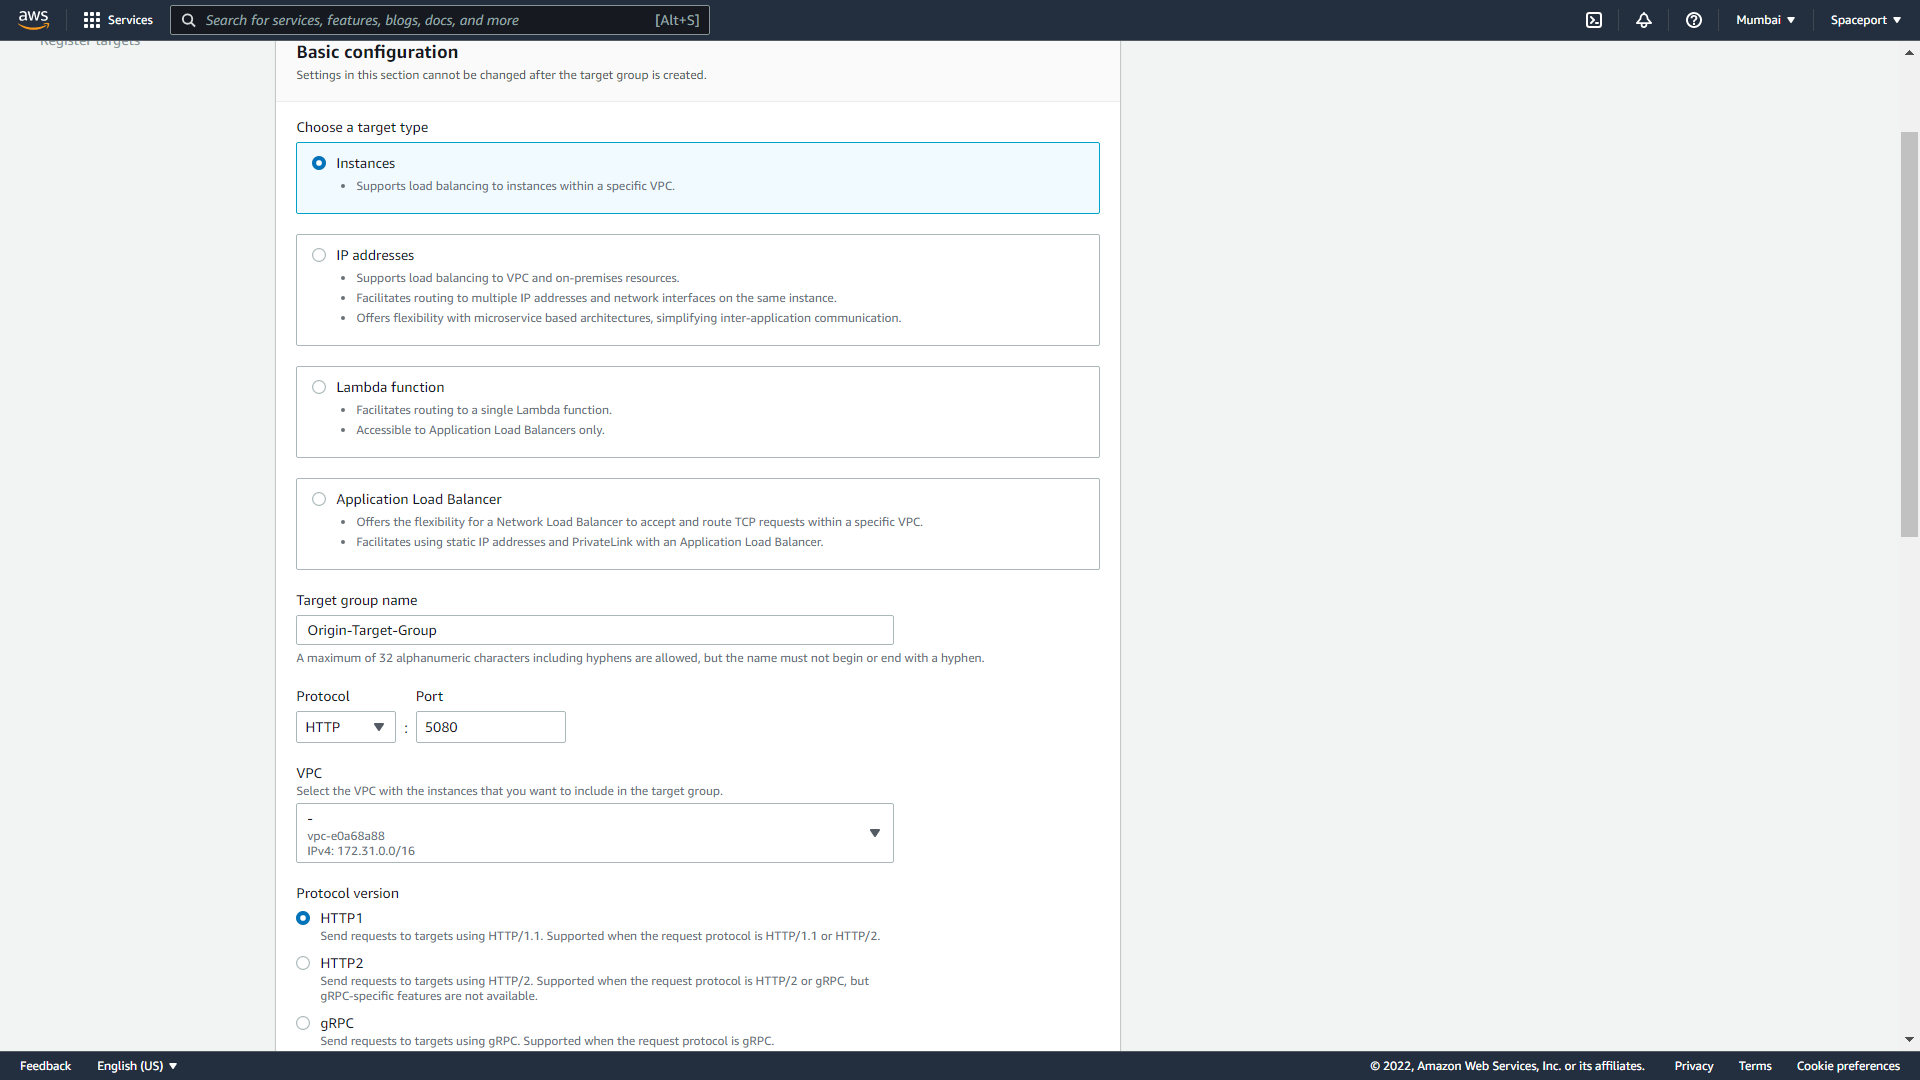 aws
Services
Search for services, features, blogs, docs, and more
[Alt+S]
Mumbai
Spaceport
Register targets
Basic configuration
Settings in this section cannot be changed after the target group is created.
Choose a target type
Instances
• Supports load balancing to instances within a specific VPC.
IP addresses
• Supports load balancing to VPC and on-premises resources.
• Facilitates routing to multiple IP addresses and network interfaces on the same instance.
• Offers flexibility with microservice based architectures, simplifying inter-application communication.
Lambda function
• Facilitates routing to a single Lambda function.
• Accessible to Application Load Balancers only.
Application Load Balancer
• Offers the flexibility for a Network Load Balancer to accept and route TCP requests within a specific VPC.
• Facilitates using static IP addresses and PrivateLink with an Application Load Balancer.
Target group name
Origin-Target-Group
A maximum of 32 alphanumeric characters including hyphens are allowed, but the name must not begin or end with a hyphen.
Protocol Port
HTTP : 5080
VPC
Select the VPC with the instances that you want to include in the target group.
-
vpc-e0a68a88
IPv4: 172.31.0.0/16
Protocol version
HTTP1
Send requests to targets using HTTP/1.1. Supported when the request protocol is HTTP/1.1 or HTTP/2.
HTTP2
Send requests to targets using HTTP/2. Supported when the request protocol is HTTP/2 or gRPC, but
gRPC-specific features are not available.
gRPC
Send requests to targets using gRPC. Supported when the request protocol is gRPC.
Feedback
English (US)
© 2022, Amazon Web Services, Inc. or its affiliates.
Privacy
Terms
Cookie preferences